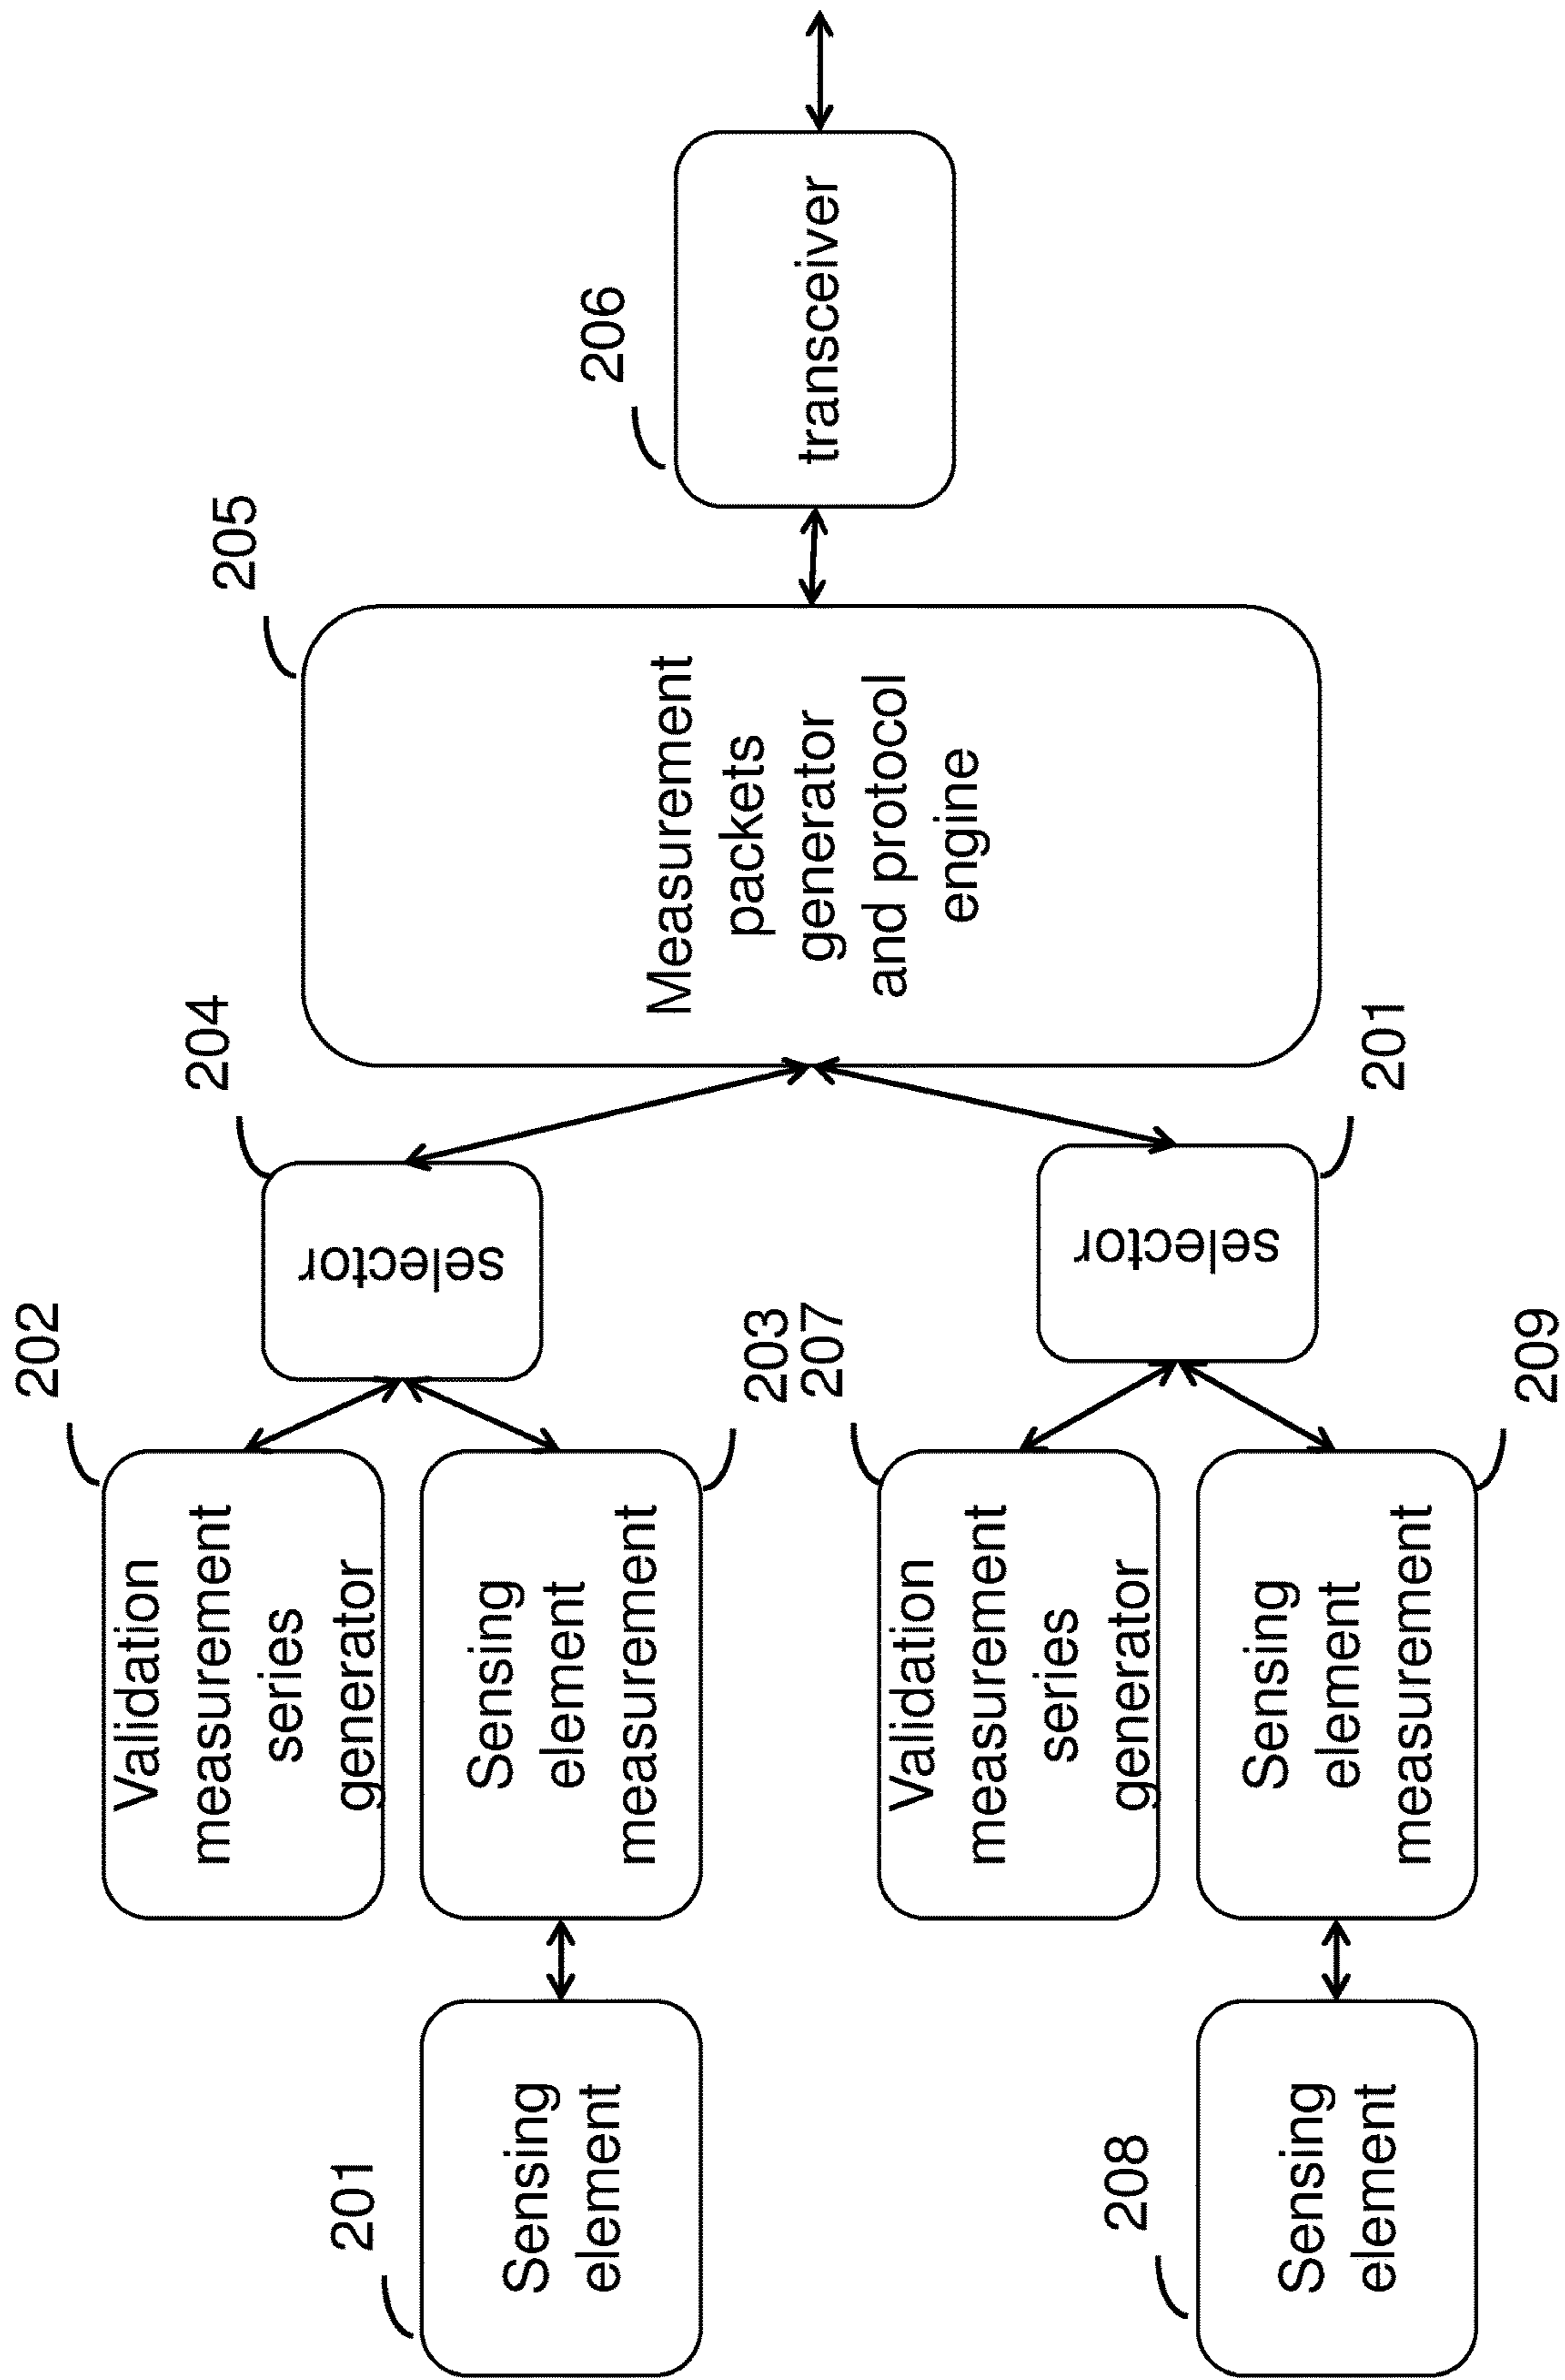 202
Validation
measurement
series
generator
204
selector
201
Sensing
element
Sensing
element
measurement
203
205
Measurement
packets
generator
and protocol
engine
206
transceiver
207
Validation
measurement
series
generator
selector
201
208
Sensing
element
Sensing
element
measurement
209